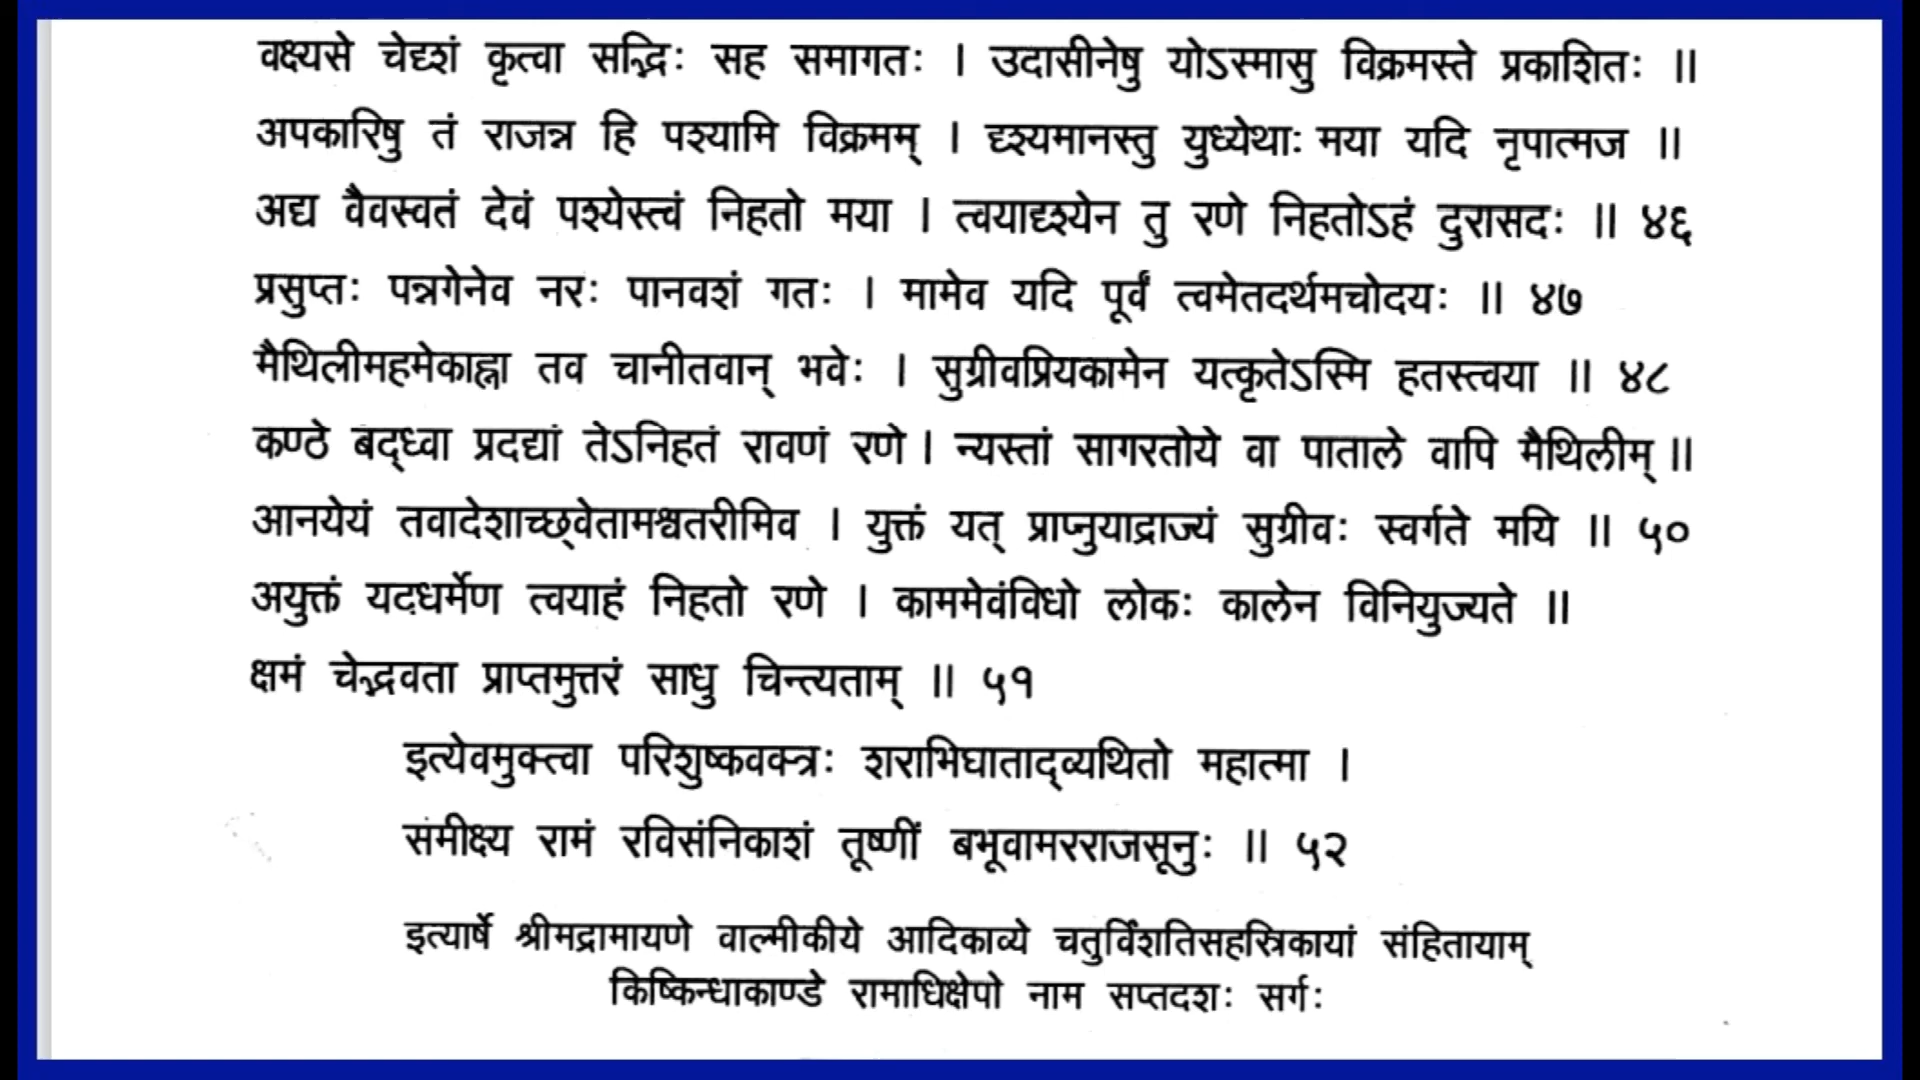 वक्ष्यसे चेदृशं कृत्वा सद्भिः सह समागतः । उदासीनेषु योऽस्मासु विक्रमस्ते प्रकाशितः ॥
अपकारिषु तं राजन्न हि पश्यामि विक्रमम् । दृश्यमानस्तु युध्येथाः मया यदि नृपात्मज ॥
अद्य वैवस्वतं देवं पश्येस्त्वं निहतो मया । त्वयादृश्येन तु रणे निहतोऽहं दुरासदः ॥ ४६
प्रसुप्तः पन्नगेनेव नरः पानवशं गतः । मामेव यदि पूर्वं त्वमेतदर्थमचोदयः ॥ ४७
मैथिलीमहमेकाह्ना तव चानीतवान् भवेः । सुग्रीवप्रियकामेन यत्कृतेऽस्मि हतस्त्वया ॥ ४८
कण्ठे बद्ध्वा प्रदद्यां तेऽनिहतं रावणं रणे । न्यस्तां सागरतोये वा पाताले वापि मैथिलीम् ॥
आनयेयं तवादेशाच्छ्वेतामश्वतरीमिव । युक्तं यत् प्राप्नुयाद्राज्यं सुग्रीवः स्वर्गते मयि ॥ ५०
अयुक्तं यदधर्मेण त्वयाहं निहतो रणे । काममेवंविधो लोकः कालेन विनियुज्यते ॥
क्षमं चेद्भवता प्राप्तमुत्तरं साधु चिन्त्यताम् ॥ ५१
इत्येवमुक्त्वा परिशुष्कवक्त्रः शराभिघाताद्व्यथितो महात्मा ।
समीक्ष्य रामं रविसंनिकाशं तूष्णीं बभूवामरराजसूनुः ॥ ५२
इत्यार्षे श्रीमद्रामायणे वाल्मीकीये आदिकाव्ये चतुर्विंशतिसहस्रिकायां संहितायाम्
किष्किन्धाकाण्डे रामाधिक्षेपो नाम सप्तदशः सर्गः